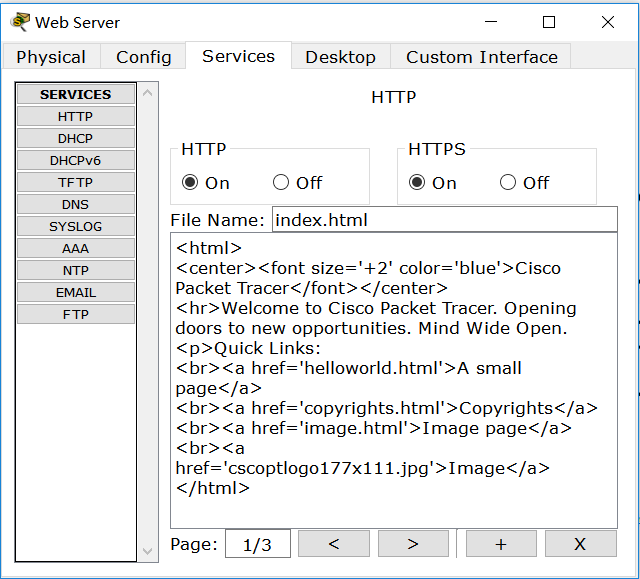 Web Server
Physical Config Services Desktop Custom Interface
SERVICES
HTTP
DHCP
DHCPv6
TFTP
DNS
SYSLOG
AAA
NTP
EMAIL
FTP
HTTP
HTTP
On Off
HTTPS
On Off
File Name: index.html
<html>
<center><font size='+2' color='blue'>Cisco
Packet Tracer</font></center>
<hr>Welcome to Cisco Packet Tracer. Opening
doors to new opportunities. Mind Wide Open.
<p>Quick Links:
<br><a href='helloworld.html'>A small
page</a>
<br><a href='copyrights.html'>Copyrights</a>
<br><a href='image.html'>Image page</a>
<br><a
href='cscoptlogo177x111.jpg'>Image</a>
</html>
Page: 1/3 < > + X